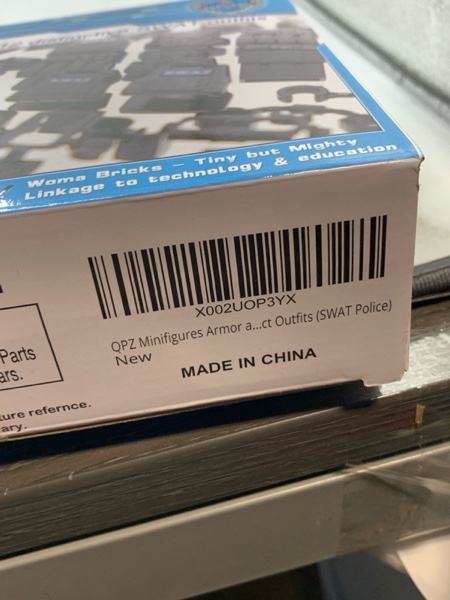 Woma Bricks – Tiny but Mighty
Linkage to technology & education
X002UOP3YX
QPZ Minifigures Armor a...ct Outfits (SWAT Police)
New
MADE IN CHINA
Parts
ars.
ture refernce.
ary.